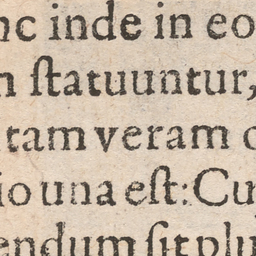 nc inde in eo
n ſtatuuntur,
tam veram c
io una eſt: Cu
endum ſit plu